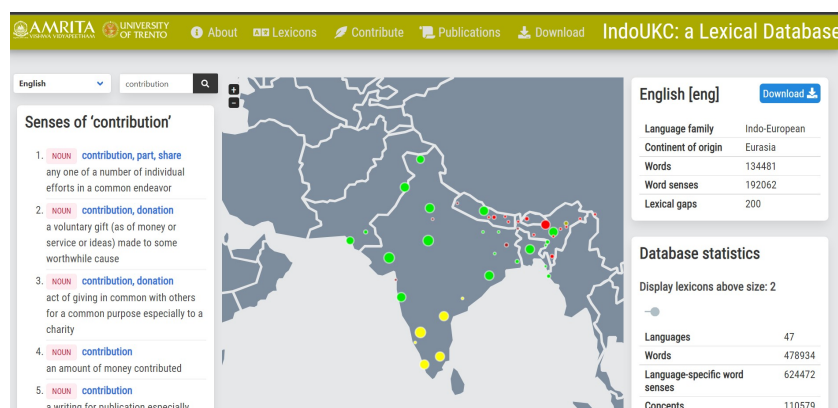 AMRITA
VISHWA VIDYAPEETHAM
UNIVERSITY
OF TRENTO
About
Lexicons
Contribute
Publications
Download
IndoUKC: a Lexical Database
English
contribution
Senses of ‘contribution’
1. NOUN contribution, part, share
any one of a number of individual
efforts in a common endeavor
2. NOUN contribution, donation
a voluntary gift (as of money or
service or ideas) made to some
worthwhile cause
3. NOUN contribution, donation
act of giving in common with others
for a common purpose especially to a
charity
4. NOUN contribution
an amount of money contributed
5. NOUN contribution
a writing for publication especially
+
−
English [eng]
Download
Language family Indo-European
Continent of origin Eurasia
Words 134481
Word senses 192062
Lexical gaps 200
Database statistics
Display lexicons above size: 2
Languages 47
Words 478934
Language-specific word 624472
senses
Concepts 110579